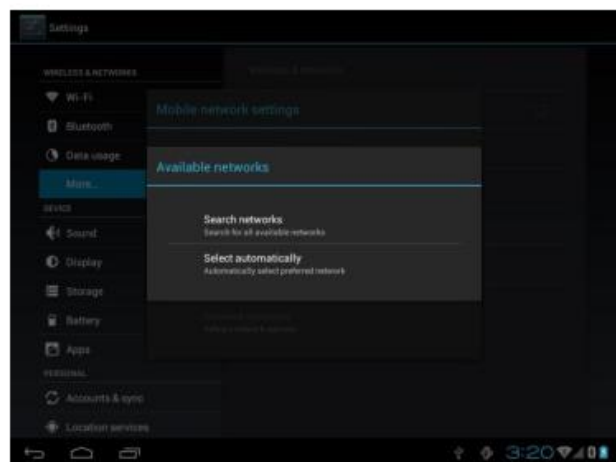 Settings
WIRELESS & NETWORKS
WIRELESS & NETWORKS
Wi-Fi
Bluetooth
Data usage
More...
DEVICE
Sound
Display
Storage
Battery
Apps
PERSONAL
Accounts & sync
Location services
Mobile network settings
Available networks
Search networks
Search for all available networks
Select automatically
Automatically select preferred network
3:20